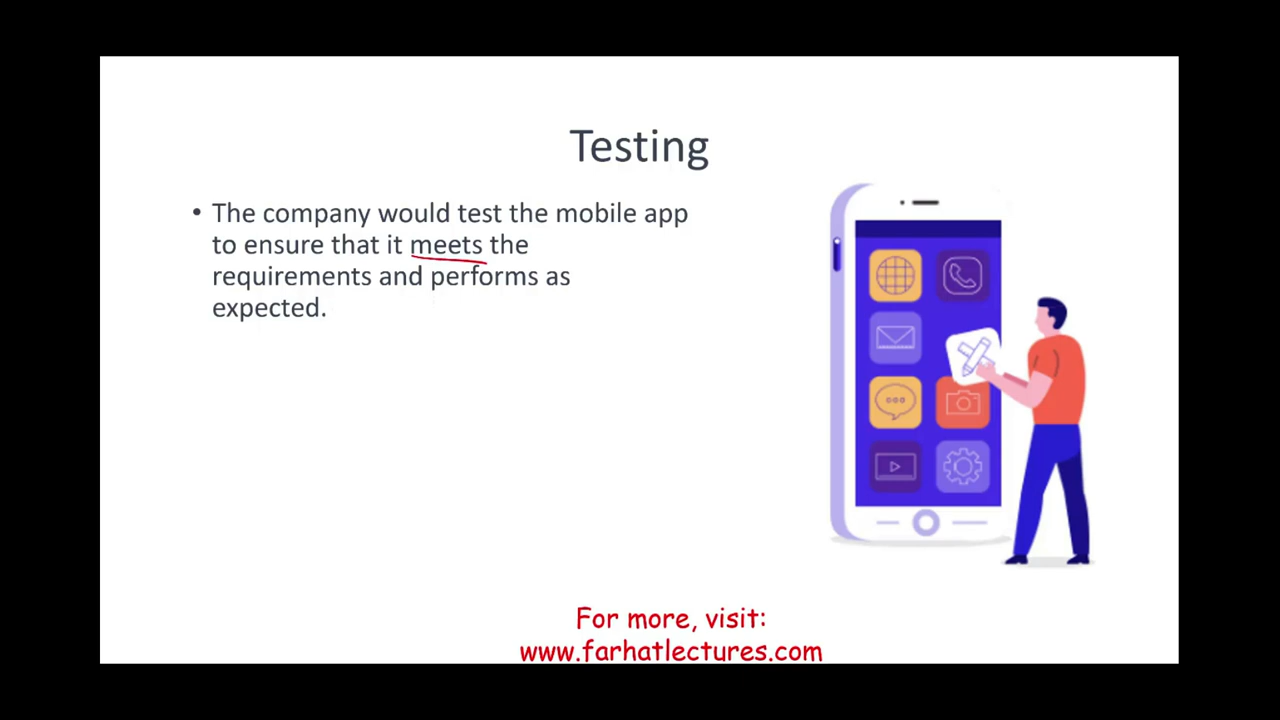 Testing
• The company would test the mobile app
to ensure that it meets the
requirements and performs as
expected.
For more, visit:
www.farhatlectures.com